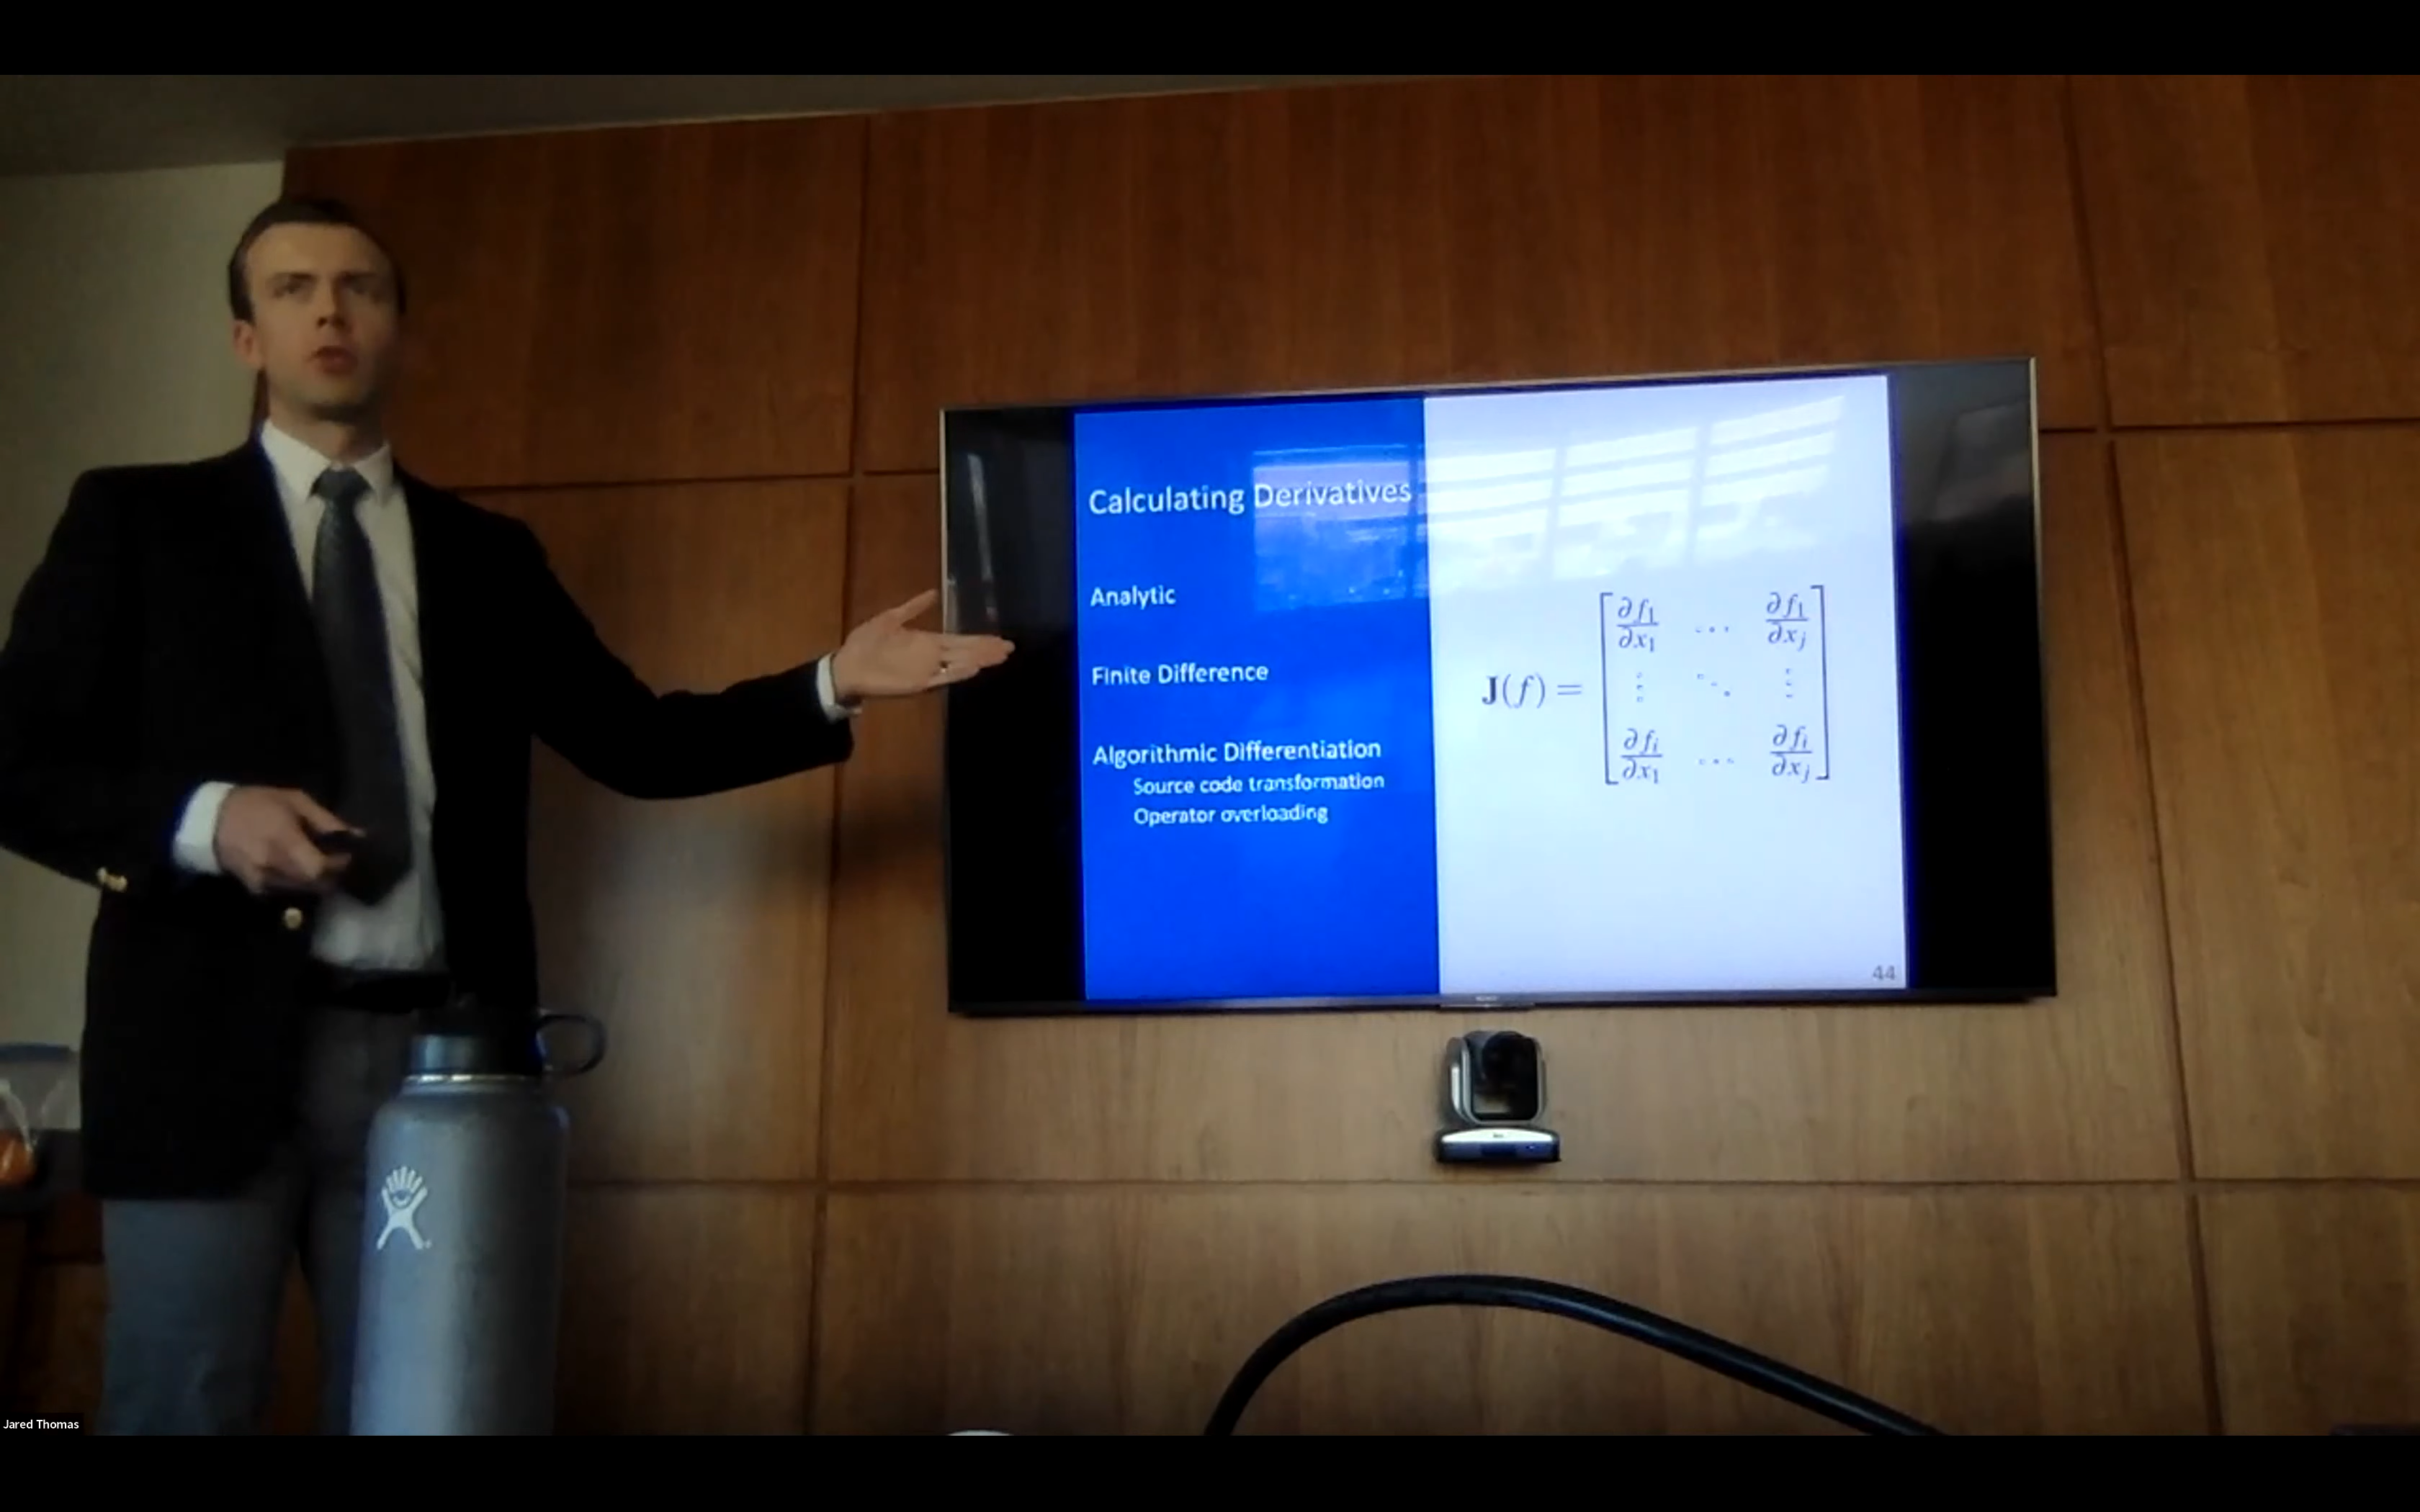 Calculating Derivatives
Analytic
Finite Difference
Algorithmic Differentiation
Source code transformation
Operator overloading
J(f) = [ ∂f₁/∂x₁ ... ∂f₁/∂xⱼ
⋮ ⋱ ⋮
∂fᵢ/∂x₁ ... ∂fᵢ/∂xⱼ ]
44
Jared Thomas